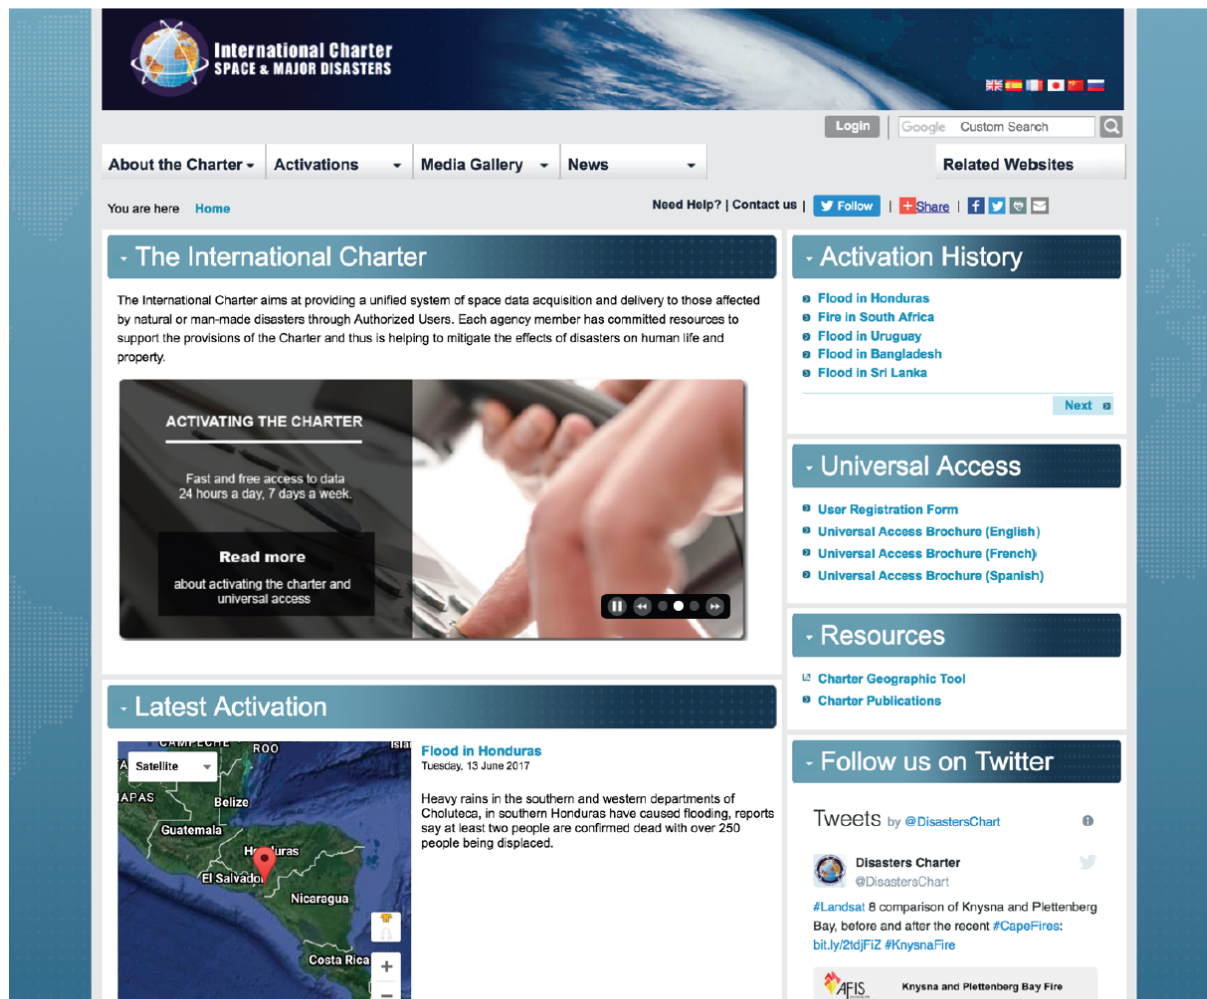 International Charter
SPACE & MAJOR DISASTERS
Login
Google Custom Search
About the Charter
Activations
Media Gallery
News
Related Websites
You are here Home
Need Help? | Contact us |
Follow
Share
The International Charter
The International Charter aims at providing a unified system of space data acquisition and delivery to those affected
by natural or man-made disasters through Authorized Users. Each agency member has committed resources to
support the provisions of the Charter and thus is helping to mitigate the effects of disasters on human life and
property.
ACTIVATING THE CHARTER
Fast and free access to data
24 hours a day, 7 days a week.
Read more
about activating the charter and
universal access
Latest Activation
CAMPECHE
ROO
Satellite
Belize
Guatemala
Honduras
El Salvador
Nicaragua
Costa Rica
Flood in Honduras
Tuesday, 13 June 2017
Heavy rains in the southern and western departments of
Choluteca, in southern Honduras have caused flooding, reports
say at least two people are confirmed dead with over 250
people being displaced.
Activation History
Flood in Honduras
Fire in South Africa
Flood in Uruguay
Flood in Bangladesh
Flood in Sri Lanka
Next
Universal Access
User Registration Form
Universal Access Brochure (English)
Universal Access Brochure (French)
Universal Access Brochure (Spanish)
Resources
Charter Geographic Tool
Charter Publications
Follow us on Twitter
Tweets by @DisastersChart
Disasters Charter
@DisastersChart
#Landsat 8 comparison of Knysna and Plettenberg
Bay, before and after the recent #CapeFires:
bit.ly/2tdjFiZ #KnysnaFire
AFIS
Knysna and Plettenberg Bay Fire